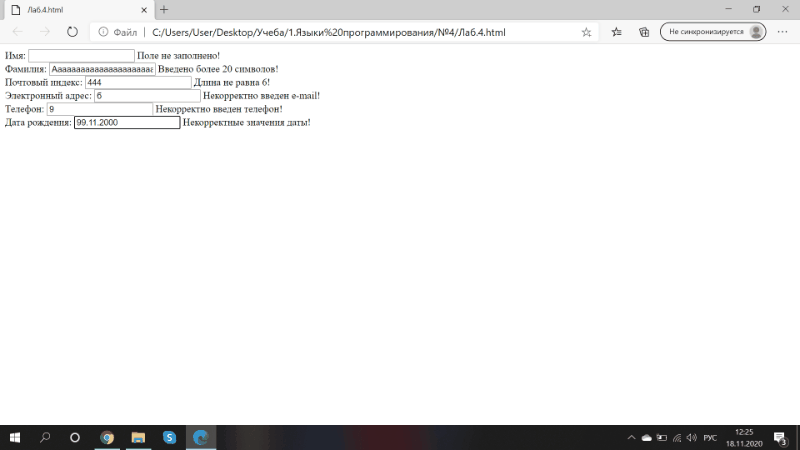 Лаб.4.html
Файл C:/Users/User/Desktop/Учеба/1.Языки%20программирования/№4/Лаб.4.html Не синхронизируется
Имя: Поле не заполнено!
Фамилия: Введено более 20 символов!
Почтовый индекс: 444 Длина не равна 6!
Электронный адрес: б Некорректно введен e-mail!
Телефон: 9 Некорректно введен телефон!
Дата рождения: 99.11.2000 Некорректные значения даты!
12:25
РУС
18.11.2020
3